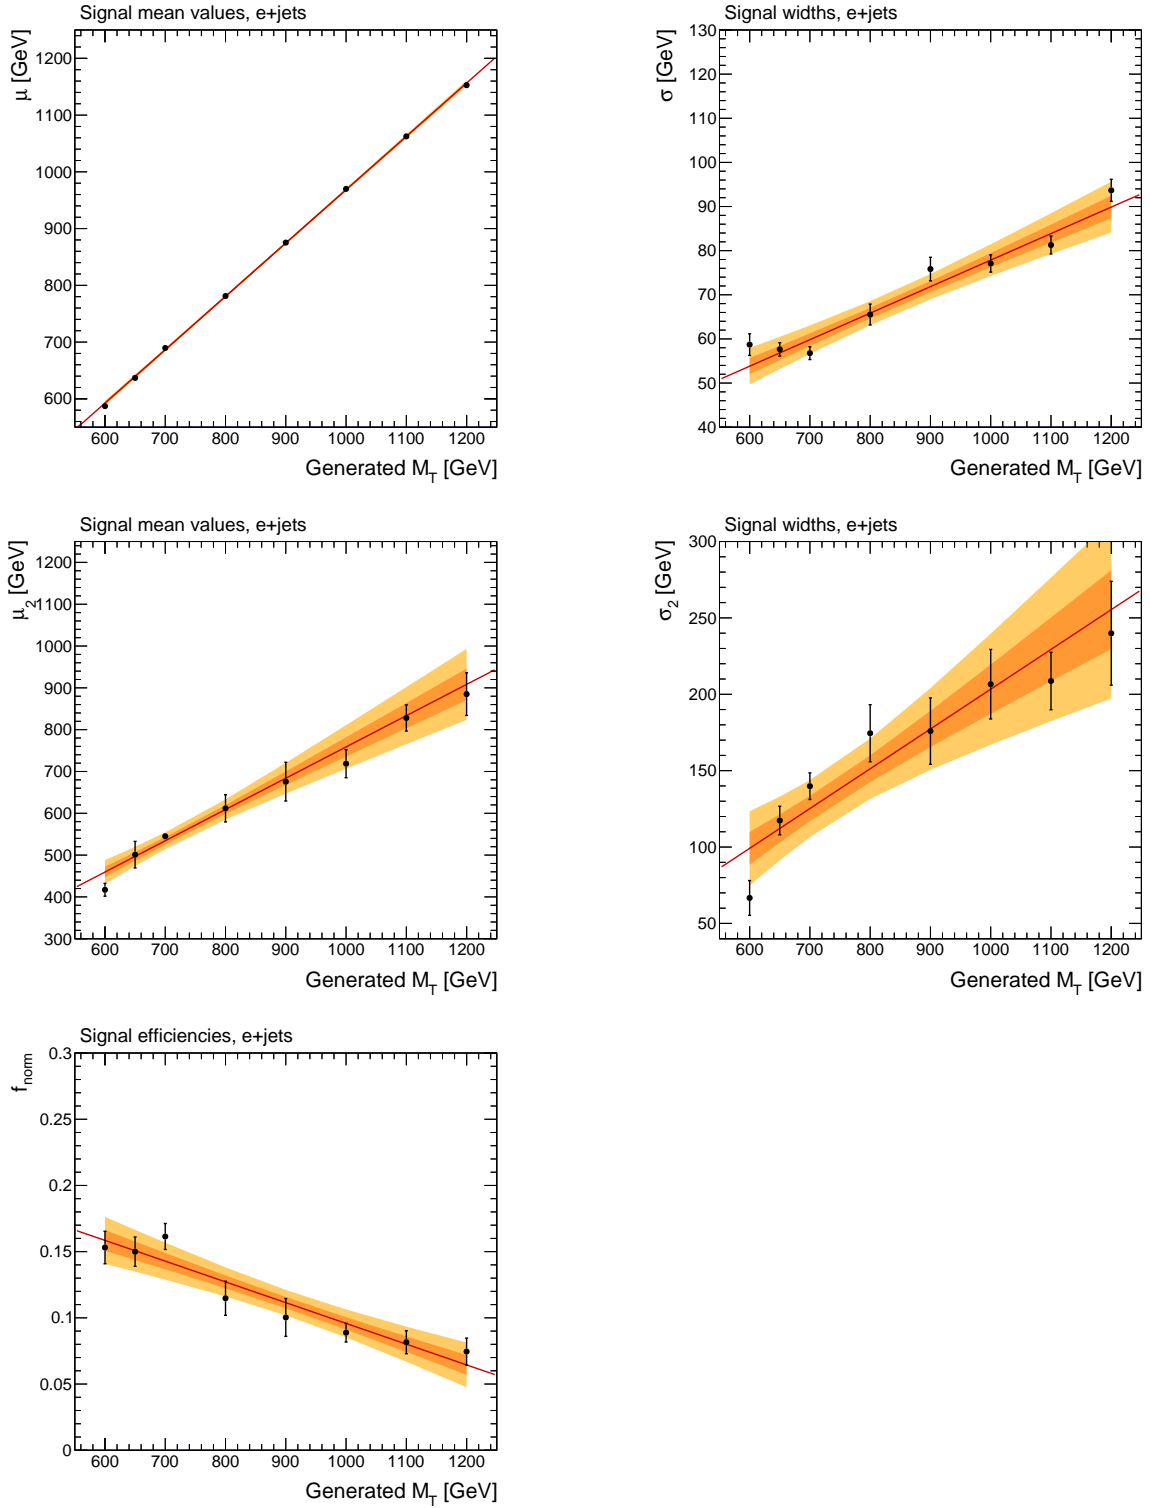 Signal mean values, e+jets
μ [GeV]
1200
1100
1000
900
800
700
600
600 700 800 900 1000 1100 1200
Generated M_T [GeV]
Signal widths, e+jets
σ [GeV]
130
120
110
100
90
80
70
60
50
40
600 700 800 900 1000 1100 1200
Generated M_T [GeV]
Signal mean values, e+jets
μ_2 [GeV]
1200
1100
1000
900
800
700
600
500
400
300
600 700 800 900 1000 1100 1200
Generated M_T [GeV]
Signal widths, e+jets
σ_2 [GeV]
300
250
200
150
100
50
600 700 800 900 1000 1100 1200
Generated M_T [GeV]
Signal efficiencies, e+jets
f_norm
0.3
0.25
0.2
0.15
0.1
0.05
0
600 700 800 900 1000 1100 1200
Generated M_T [GeV]